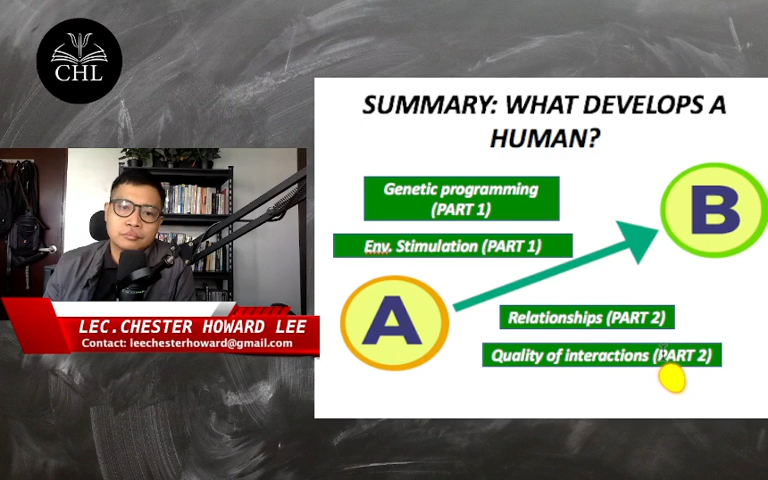 CHL
SUMMARY: WHAT DEVELOPS A
HUMAN?
Genetic programming
(PART 1)
Env. Stimulation (PART 1)
B
A
Relationships (PART 2)
Quality of interactions (PART 2)
LEC.CHESTER HOWARD LEE
Contact: leechesterhoward@gmail.com